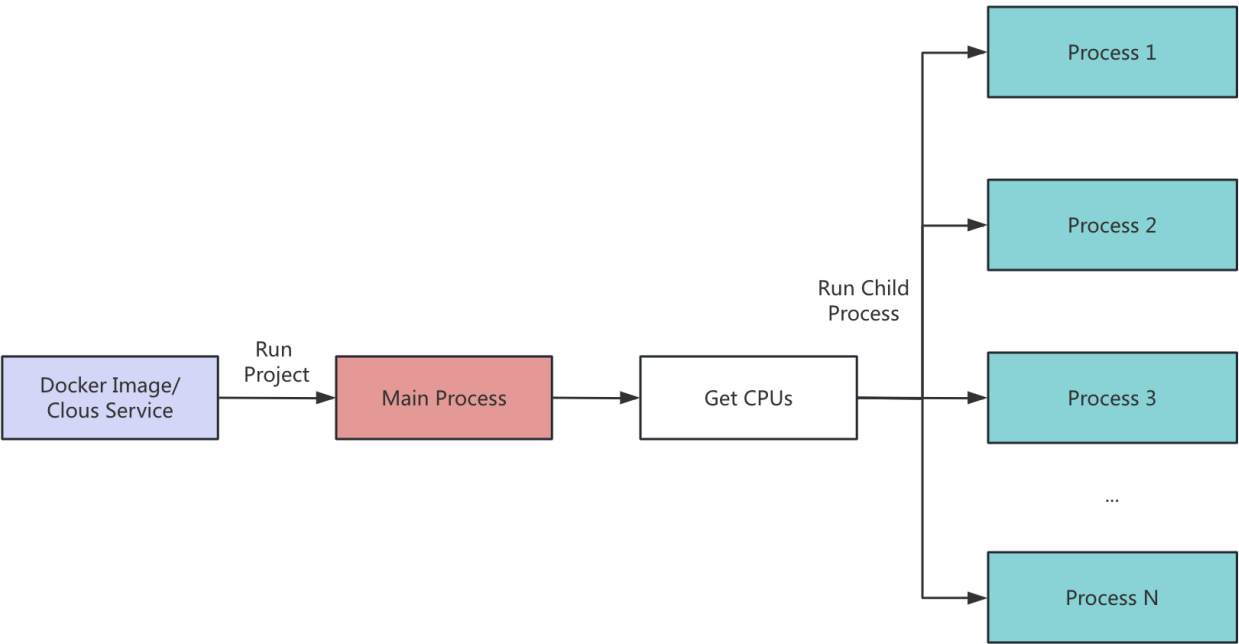 Docker Image/
Clous Service
Run
Project
Main Process
Get CPUs
Run Child
Process
Process 1
Process 2
Process 3
...
Process N